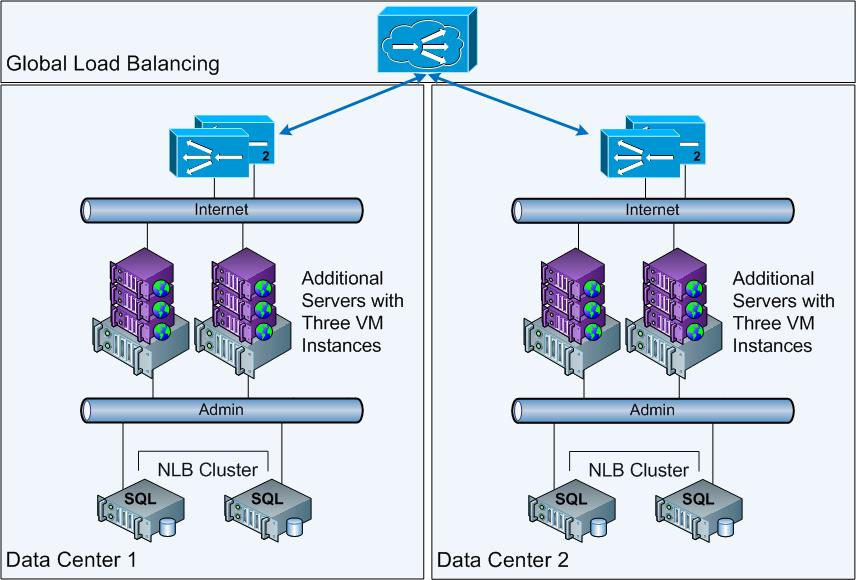 Global Load Balancing
2
Internet
Additional
Servers with
Three VM
Instances
Admin
NLB Cluster
SQL
SQL
Data Center 1
2
Internet
Additional
Servers with
Three VM
Instances
Admin
NLB Cluster
SQL
SQL
Data Center 2